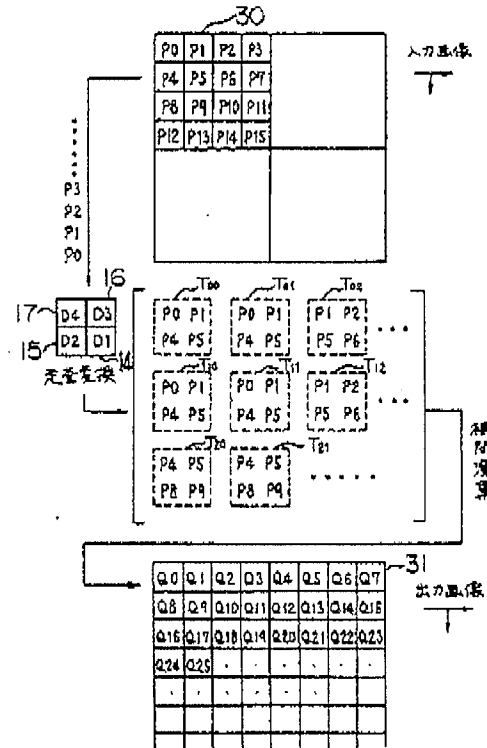 30
P0 P1 P2 P3
P4 P5 P6 P7
P8 P9 P10 P11
P12 P13 P14 P15
入力画像
P3
P2
P1
P0
16
17
D4 D3
15
D2 D1
14
走査変換
T00 T01 T02
P0 P1 P0 P1 P1 P2
P4 P5 P4 P5 P5 P6
T10 T11 T12
P0 P1 P0 P1 P1 P2
P4 P5 P4 P5 P5 P6
T20 T21
P4 P5 P4 P5
P8 P9 P8 P9
補間演算
31
Q0 Q1 Q2 Q3 Q4 Q5 Q6 Q7
Q8 Q9 Q10 Q11 Q12 Q13 Q14 Q15
Q16 Q17 Q18 Q19 Q20 Q21 Q22 Q23
Q24 Q25
出力画像